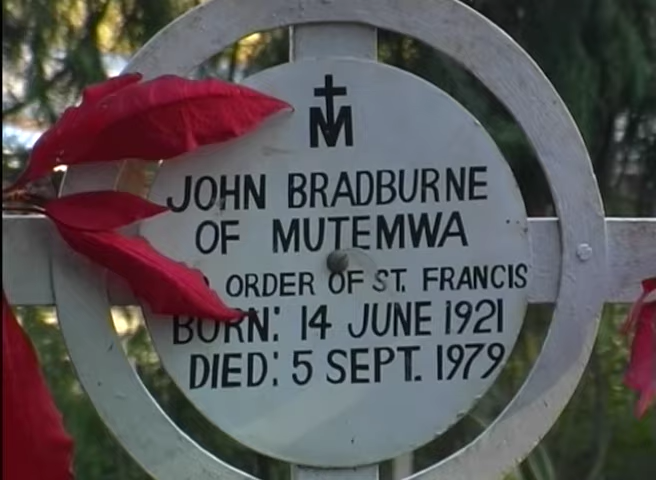 M
JOHN BRADBURNE
OF MUTEMWA
ORDER OF ST. FRANCIS
BORN: 14 JUNE 1921
DIED: 5 SEPT. 1979